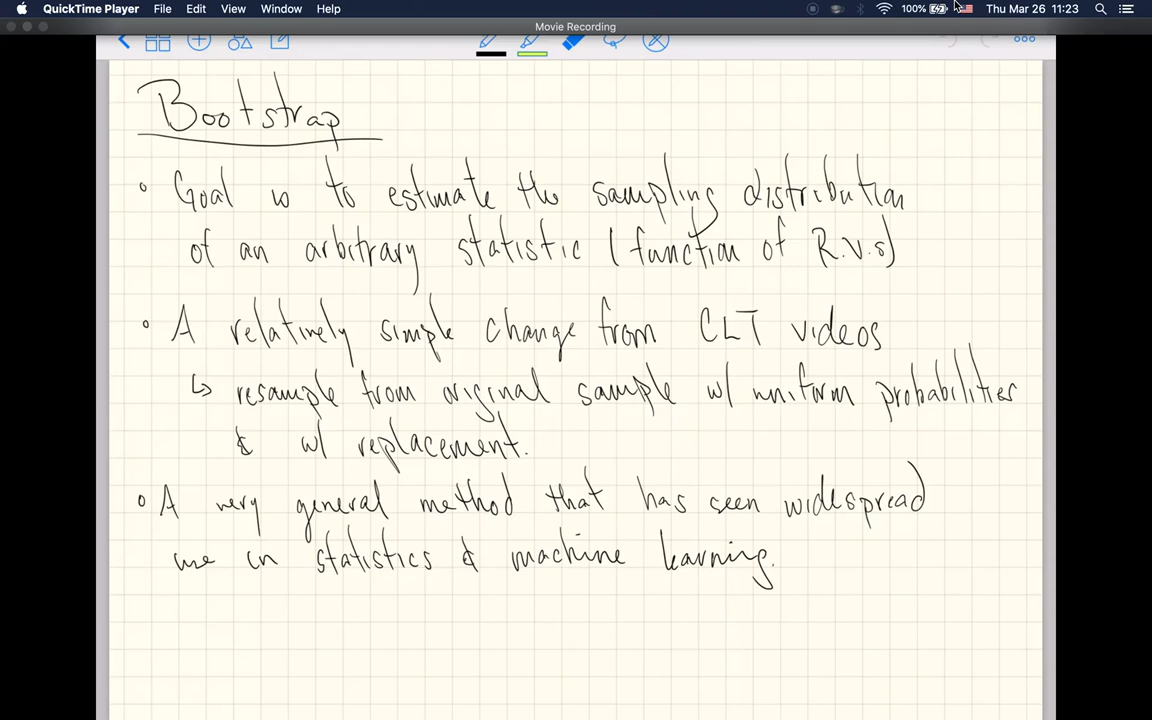 QuickTime Player File Edit View Window Help 100% Thu Mar 26 11:23
Movie Recording
Bootstrap
• Goal is to estimate the sampling distribution
of an arbitrary statistic (function of R.V.s)
• A relatively simple change from CLT videos
↳ resample from original sample w/ uniform probabilities
& w/ replacement.
• A very general method that has seen widespread
use in statistics & machine learning.